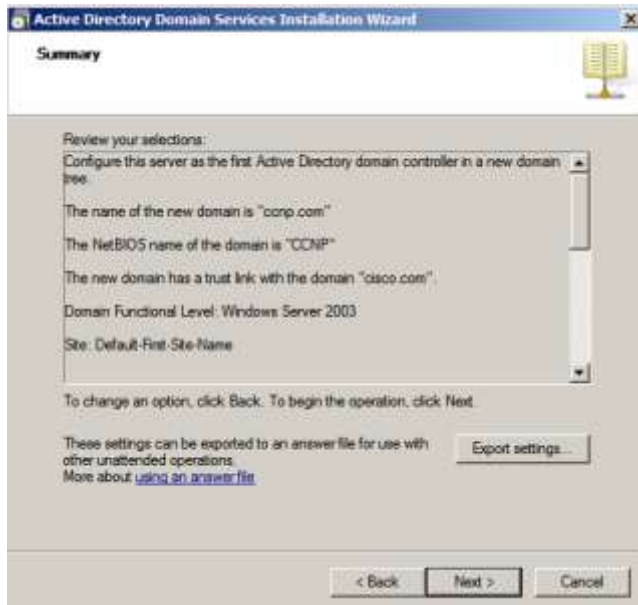 Active Directory Domain Services Installation Wizard
Summary
Review your selections:
Configure this server as the first Active Directory domain controller in a new domain
tree.
The name of the new domain is "ccnp.com"
The NetBIOS name of the domain is "CCNP"
The new domain has a trust link with the domain "cisco.com".
Domain Functional Level: Windows Server 2003
Site: Default-First-Site-Name
To change an option, click Back. To begin the operation, click Next.
These settings can be exported to an answer file for use with
other unattended operations.
More about using an answer file
Export settings...
< Back
Next >
Cancel